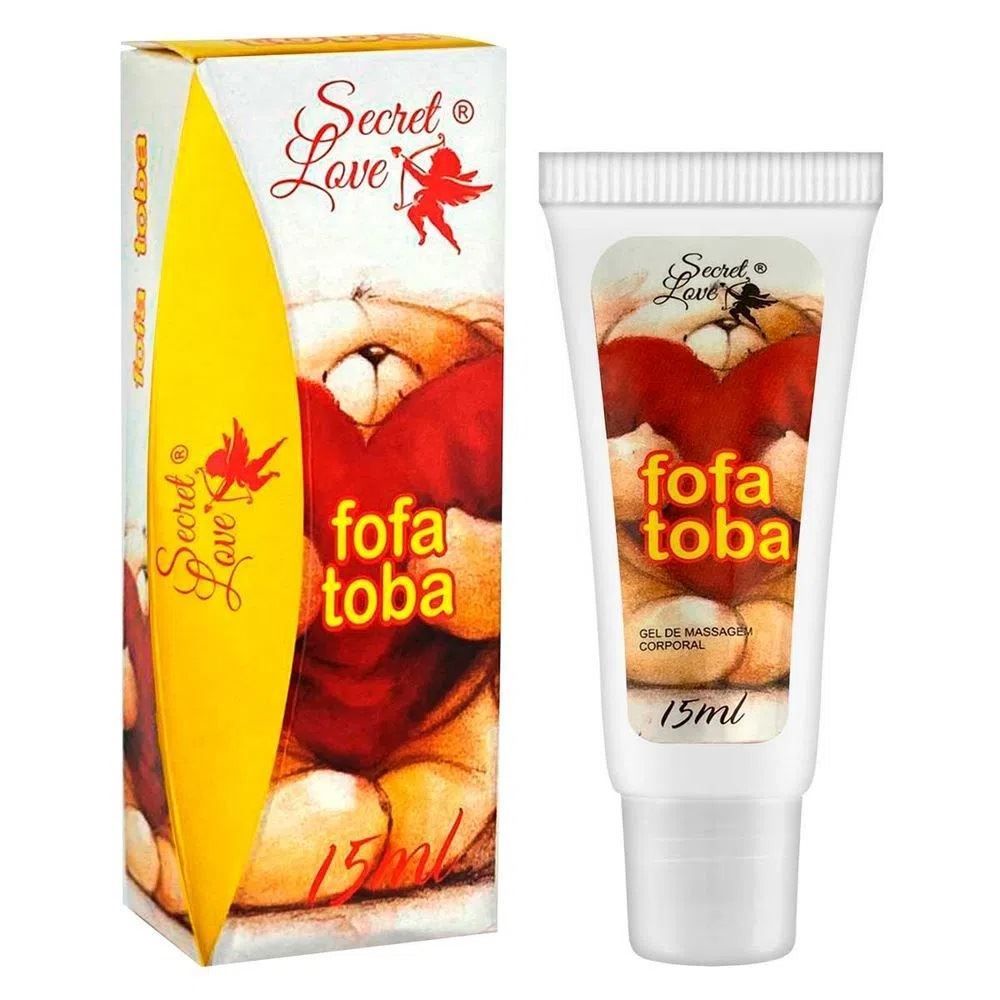 fofa toba
Secret ®
Love
Secret ®
Love
fofa
toba
15ml
Secret ®
Love
fofa
toba
GEL DE MASSAGEM
CORPORAL
15ml